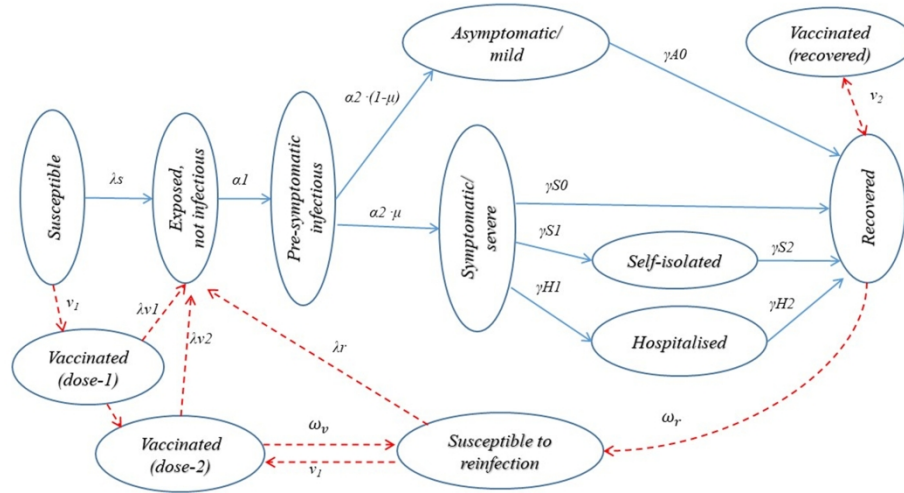 Asymptomatic/
mild
Vaccinated
(recovered)
γA0
v₂
α2 ·(1-μ)
Susceptible
λs
Exposed,
not infectious
α1
Pre-symptomatic
infectious
α2 ·μ
Symptomatic/
severe
γS0
γS1
Self-isolated
γS2
Recovered
γH1
Hospitalised
γH2
v₁
λv1
λv2
λr
Vaccinated
(dose-1)
Vaccinated
(dose-2)
ωᵥ
v₁
Susceptible to
reinfection
ωᵣ